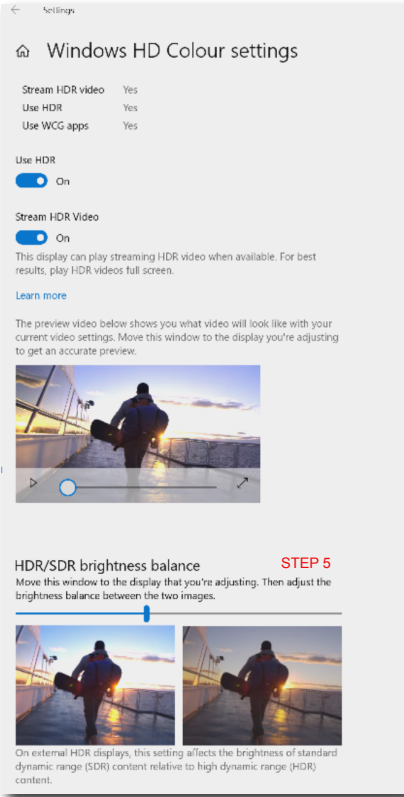 Settings
Windows HD Colour settings
Stream HDR video Yes
Use HDR Yes
Use WCG apps Yes
Use HDR
On
Stream HDR Video
On
This display can play streaming HDR video when available. For best
results, play HDR videos full screen.
Learn more
The preview video below shows you what video will look like with your
current video settings. Move this window to the display you're adjusting
to get an accurate preview.
HDR/SDR brightness balance STEP 5
Move this window to the display that you're adjusting. Then adjust the
brightness balance between the two images.
On external HDR displays, this setting affects the brightness of standard
dynamic range (SDR) content relative to high dynamic range (HDR)
content.